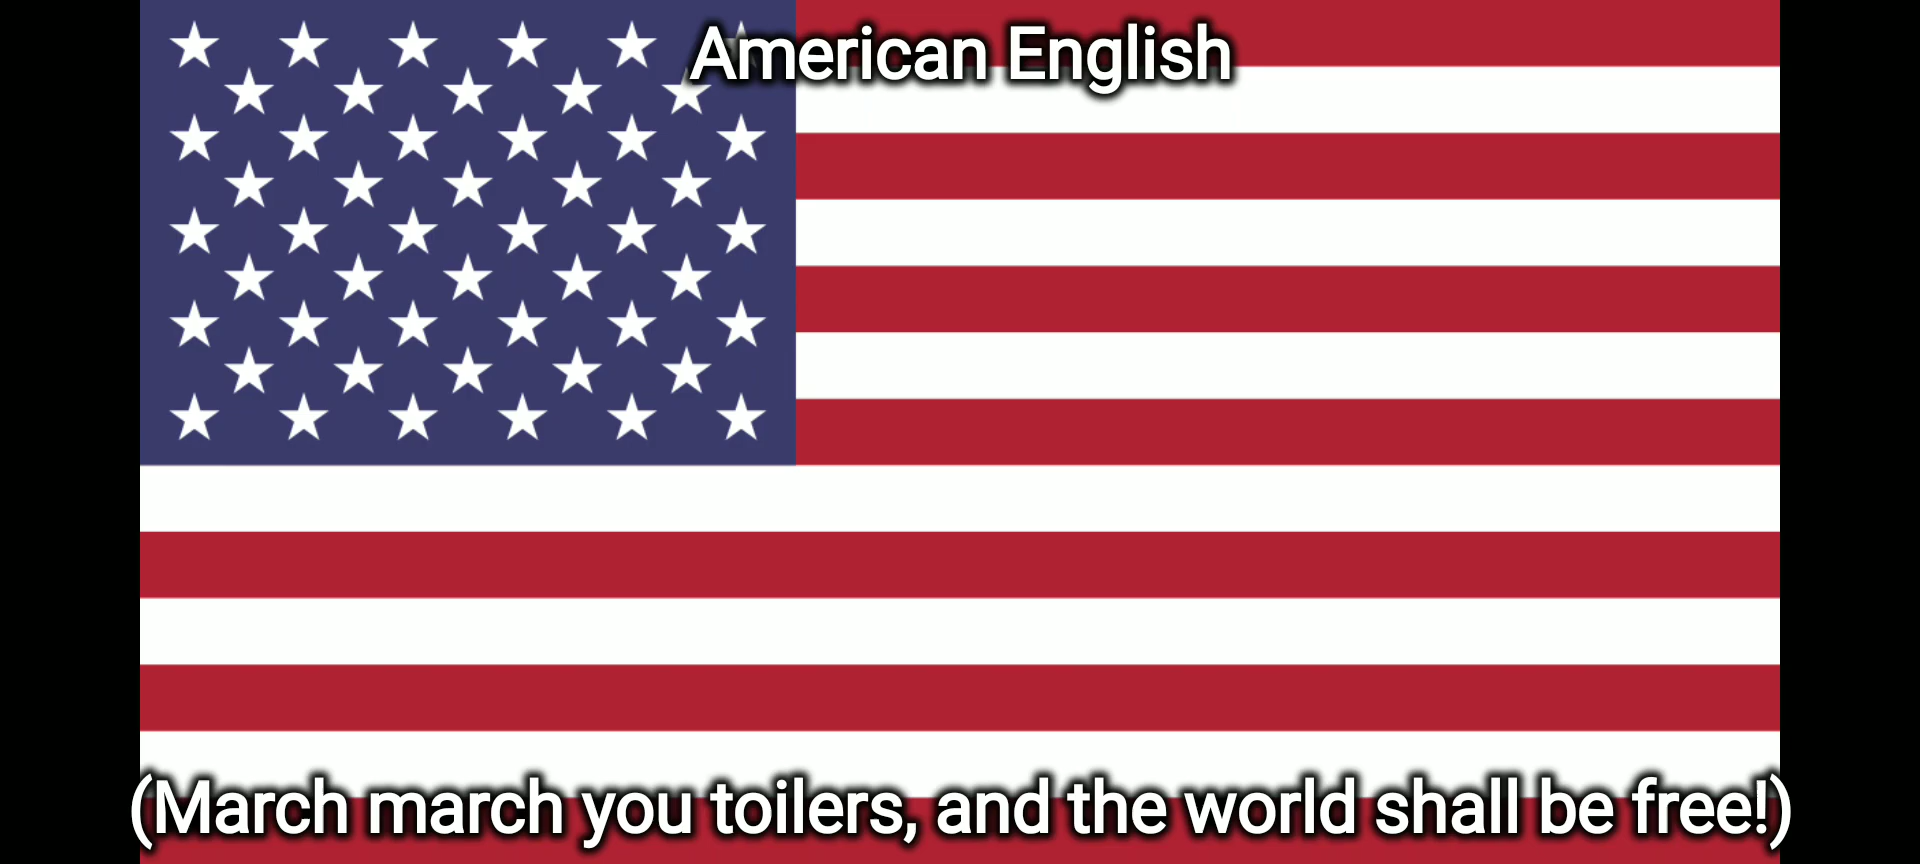 American English
(March march you toilers, and the world shall be free!)